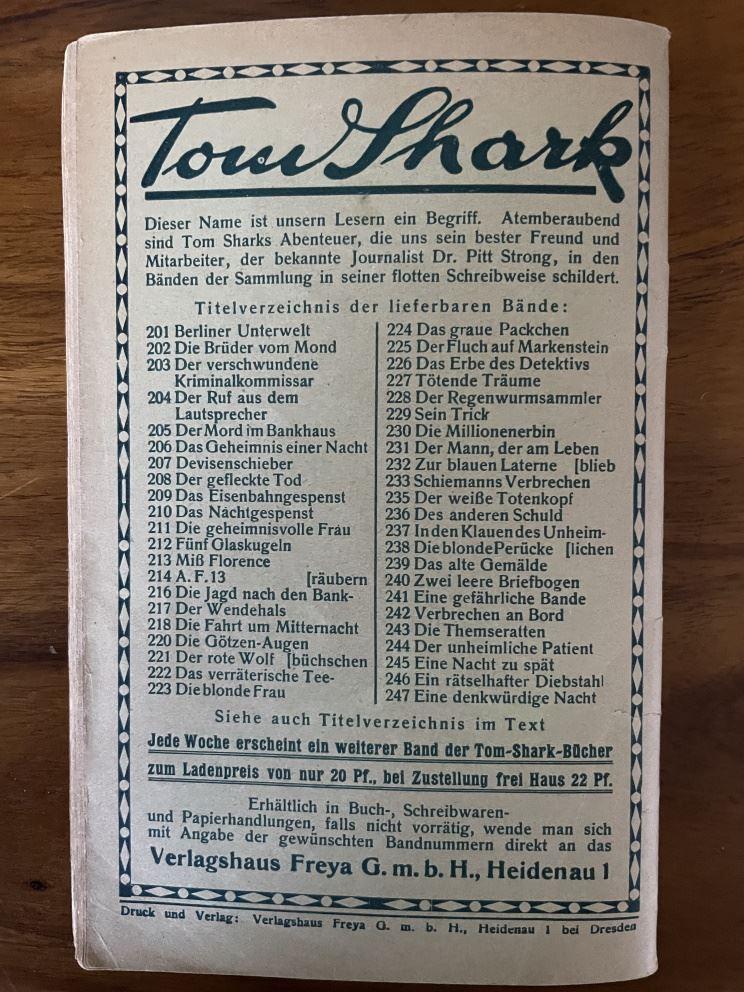 Tom Shark
Dieser Name ist unsern Lesern ein Begriff. Atemberaubend
sind Tom Sharks Abenteuer, die uns sein bester Freund und
Mitarbeiter, der bekannte Journalist Dr. Pitt Strong, in den
Bänden der Sammlung in seiner flotten Schreibweise schildert.
Titelverzeichnis der lieferbaren Bände:
201 Berliner Unterwelt
202 Die Brüder vom Mond
203 Der verschwundene
Kriminalkommissar
204 Der Ruf aus dem
Lautsprecher
205 Der Mord im Bankhaus
206 Das Geheimnis einer Nacht
207 Devisenschieber
208 Der gefleckte Tod
209 Das Eisenbahngespenst
210 Das Nachtgespenst
211 Die geheimnisvolle Frau
212 Fünf Glaskugeln
213 Miß Florence
214 A. F. 13 [räubern
216 Die Jagd nach den Bank-
217 Der Wendehals
218 Die Fahrt um Mitternacht
220 Die Götzen-Augen
221 Der rote Wolf [büchschen
222 Das verräterische Tee-
223 Die blonde Frau
224 Das graue Päckchen
225 Der Fluch auf Markenstein
226 Das Erbe des Detektivs
227 Tötende Träume
228 Der Regenwurmsammler
229 Sein Trick
230 Die Millionenerbin
231 Der Mann, der am Leben
232 Zur blauen Laterne [blieb
233 Schiemanns Verbrechen
235 Der weiße Totenkopf
236 Des anderen Schuld
237 In den Klauen des Unheim-
238 Die blonde Perücke [lichen
239 Das alte Gemälde
240 Zwei leere Briefbogen
241 Eine gefährliche Bande
242 Verbrechen an Bord
243 Die Themseratten
244 Der unheimliche Patient
245 Eine Nacht zu spät
246 Ein rätselhafter Diebstahl
247 Eine denkwürdige Nacht
Siehe auch Titelverzeichnis im Text
Jede Woche erscheint ein weiterer Band der Tom-Shark-Bücher
zum Ladenpreis von nur 20 Pf., bei Zustellung frei Haus 22 Pf.
Erhältlich in Buch-, Schreibwaren-
und Papierhandlungen, falls nicht vorrätig, wende man sich
mit Angabe der gewünschten Bandnummern direkt an das
Verlagshaus Freya G. m. b. H., Heidenau 1
Druck und Verlag: Verlagshaus Freya G. m. b. H., Heidenau 1 bei Dresden